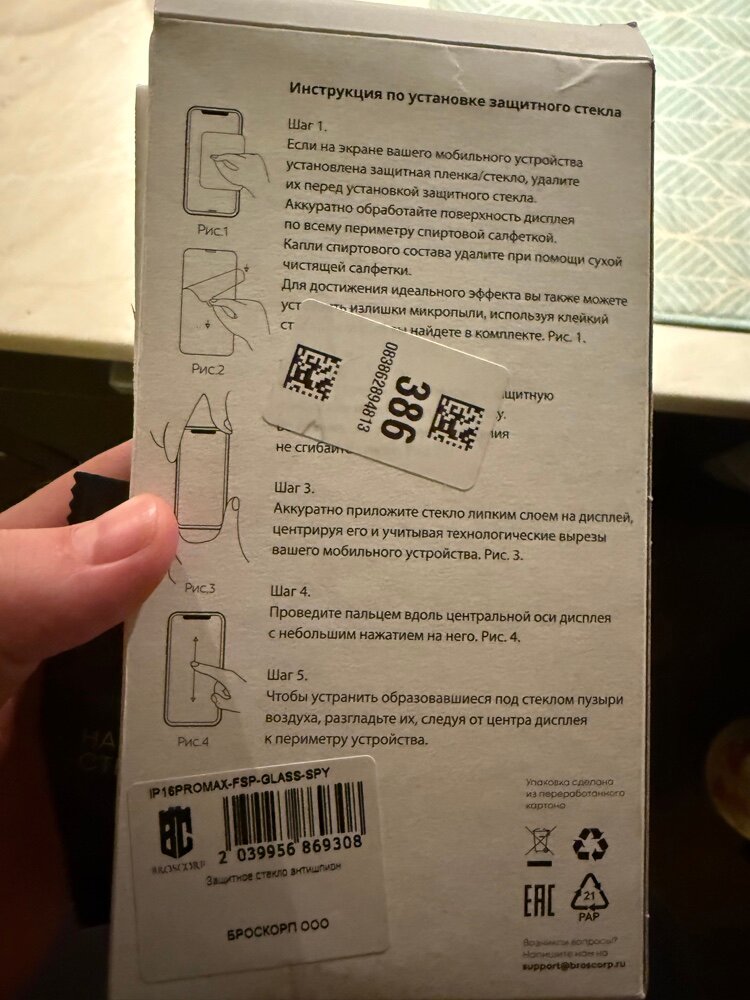 Инструкция по установке защитного стекла
Шаг 1.
Если на экране вашего мобильного устройства
установлена защитная пленка/стекло, удалите
их перед установкой защитного стекла.
Аккуратно обработайте поверхность дисплея
по всему периметру спиртовой салфеткой.
Капли спиртового состава удалите при помощи сухой
чистящей салфетки.
Для достижения идеального эффекта вы также можете
излишки микропыли, используя клейкий
найдете в комплекте. Рис. 1.
не
Шаг 3.
Аккуратно приложите стекло липким слоем на дисплей,
центрируя его и учитывая технологические вырезы
вашего мобильного устройства. Рис. 3.
Шаг 4.
Проведите пальцем вдоль центральной оси дисплея
с небольшим нажатием на него. Рис. 4.
Шаг 5.
Чтобы устранить образовавшиеся под стеклом пузыри
воздуха, разгладьте их, следуя от центра дисплея
к периметру устройства.
Рис.1
Рис.2
Рис.3
Рис.4
083862894813
386
IP16PROMAX-FSP-GLASS-SPY
BROSCORP
2 039956 869308
Защитное стекло антишпион
БРОСКОРП ООО
Упаковка сделана
из переработанного
картона
EAC
21
PAP
Возникли вопросы?
Напишите нам на
support@broscorp.ru